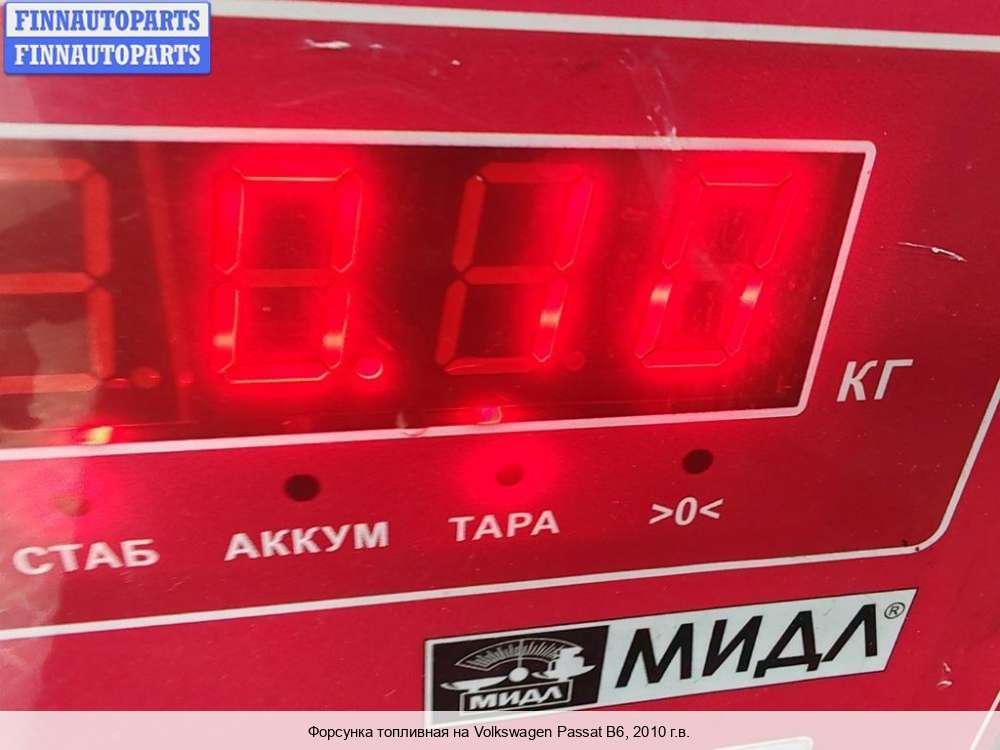 FINNAUTOPARTS
FINNAUTOPARTS
КГ
СТАБ АККУМ ТАРА >0<
МИДЛ МИДЛ®
Форсунка топливная на Volkswagen Passat B6, 2010 г.в.